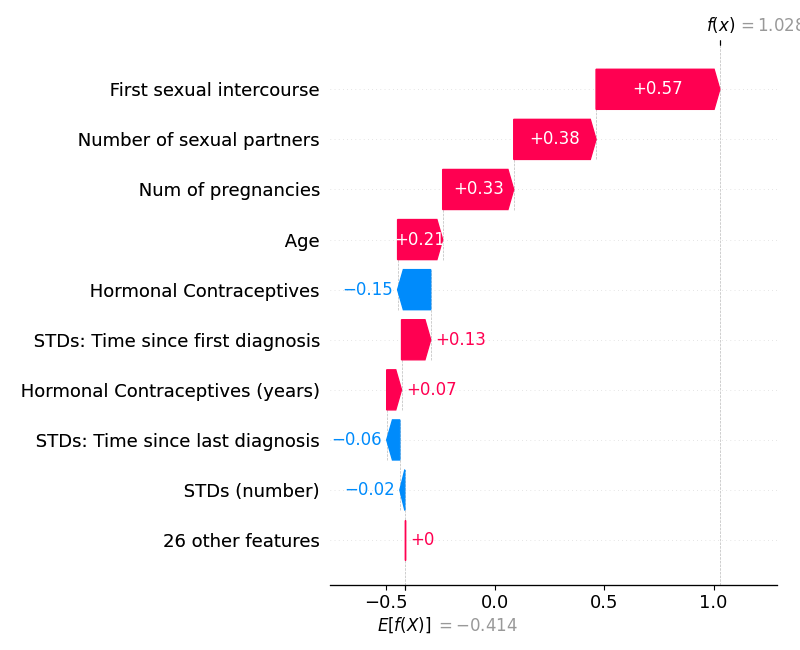 f(x) = 1.028
First sexual intercourse +0.57
Number of sexual partners +0.38
Num of pregnancies +0.33
Age +0.21
Hormonal Contraceptives −0.15
STDs: Time since first diagnosis +0.13
Hormonal Contraceptives (years) +0.07
STDs: Time since last diagnosis −0.06
STDs (number) −0.02
26 other features +0
−0.5 0.0 0.5 1.0
E[f(X)] = −0.414